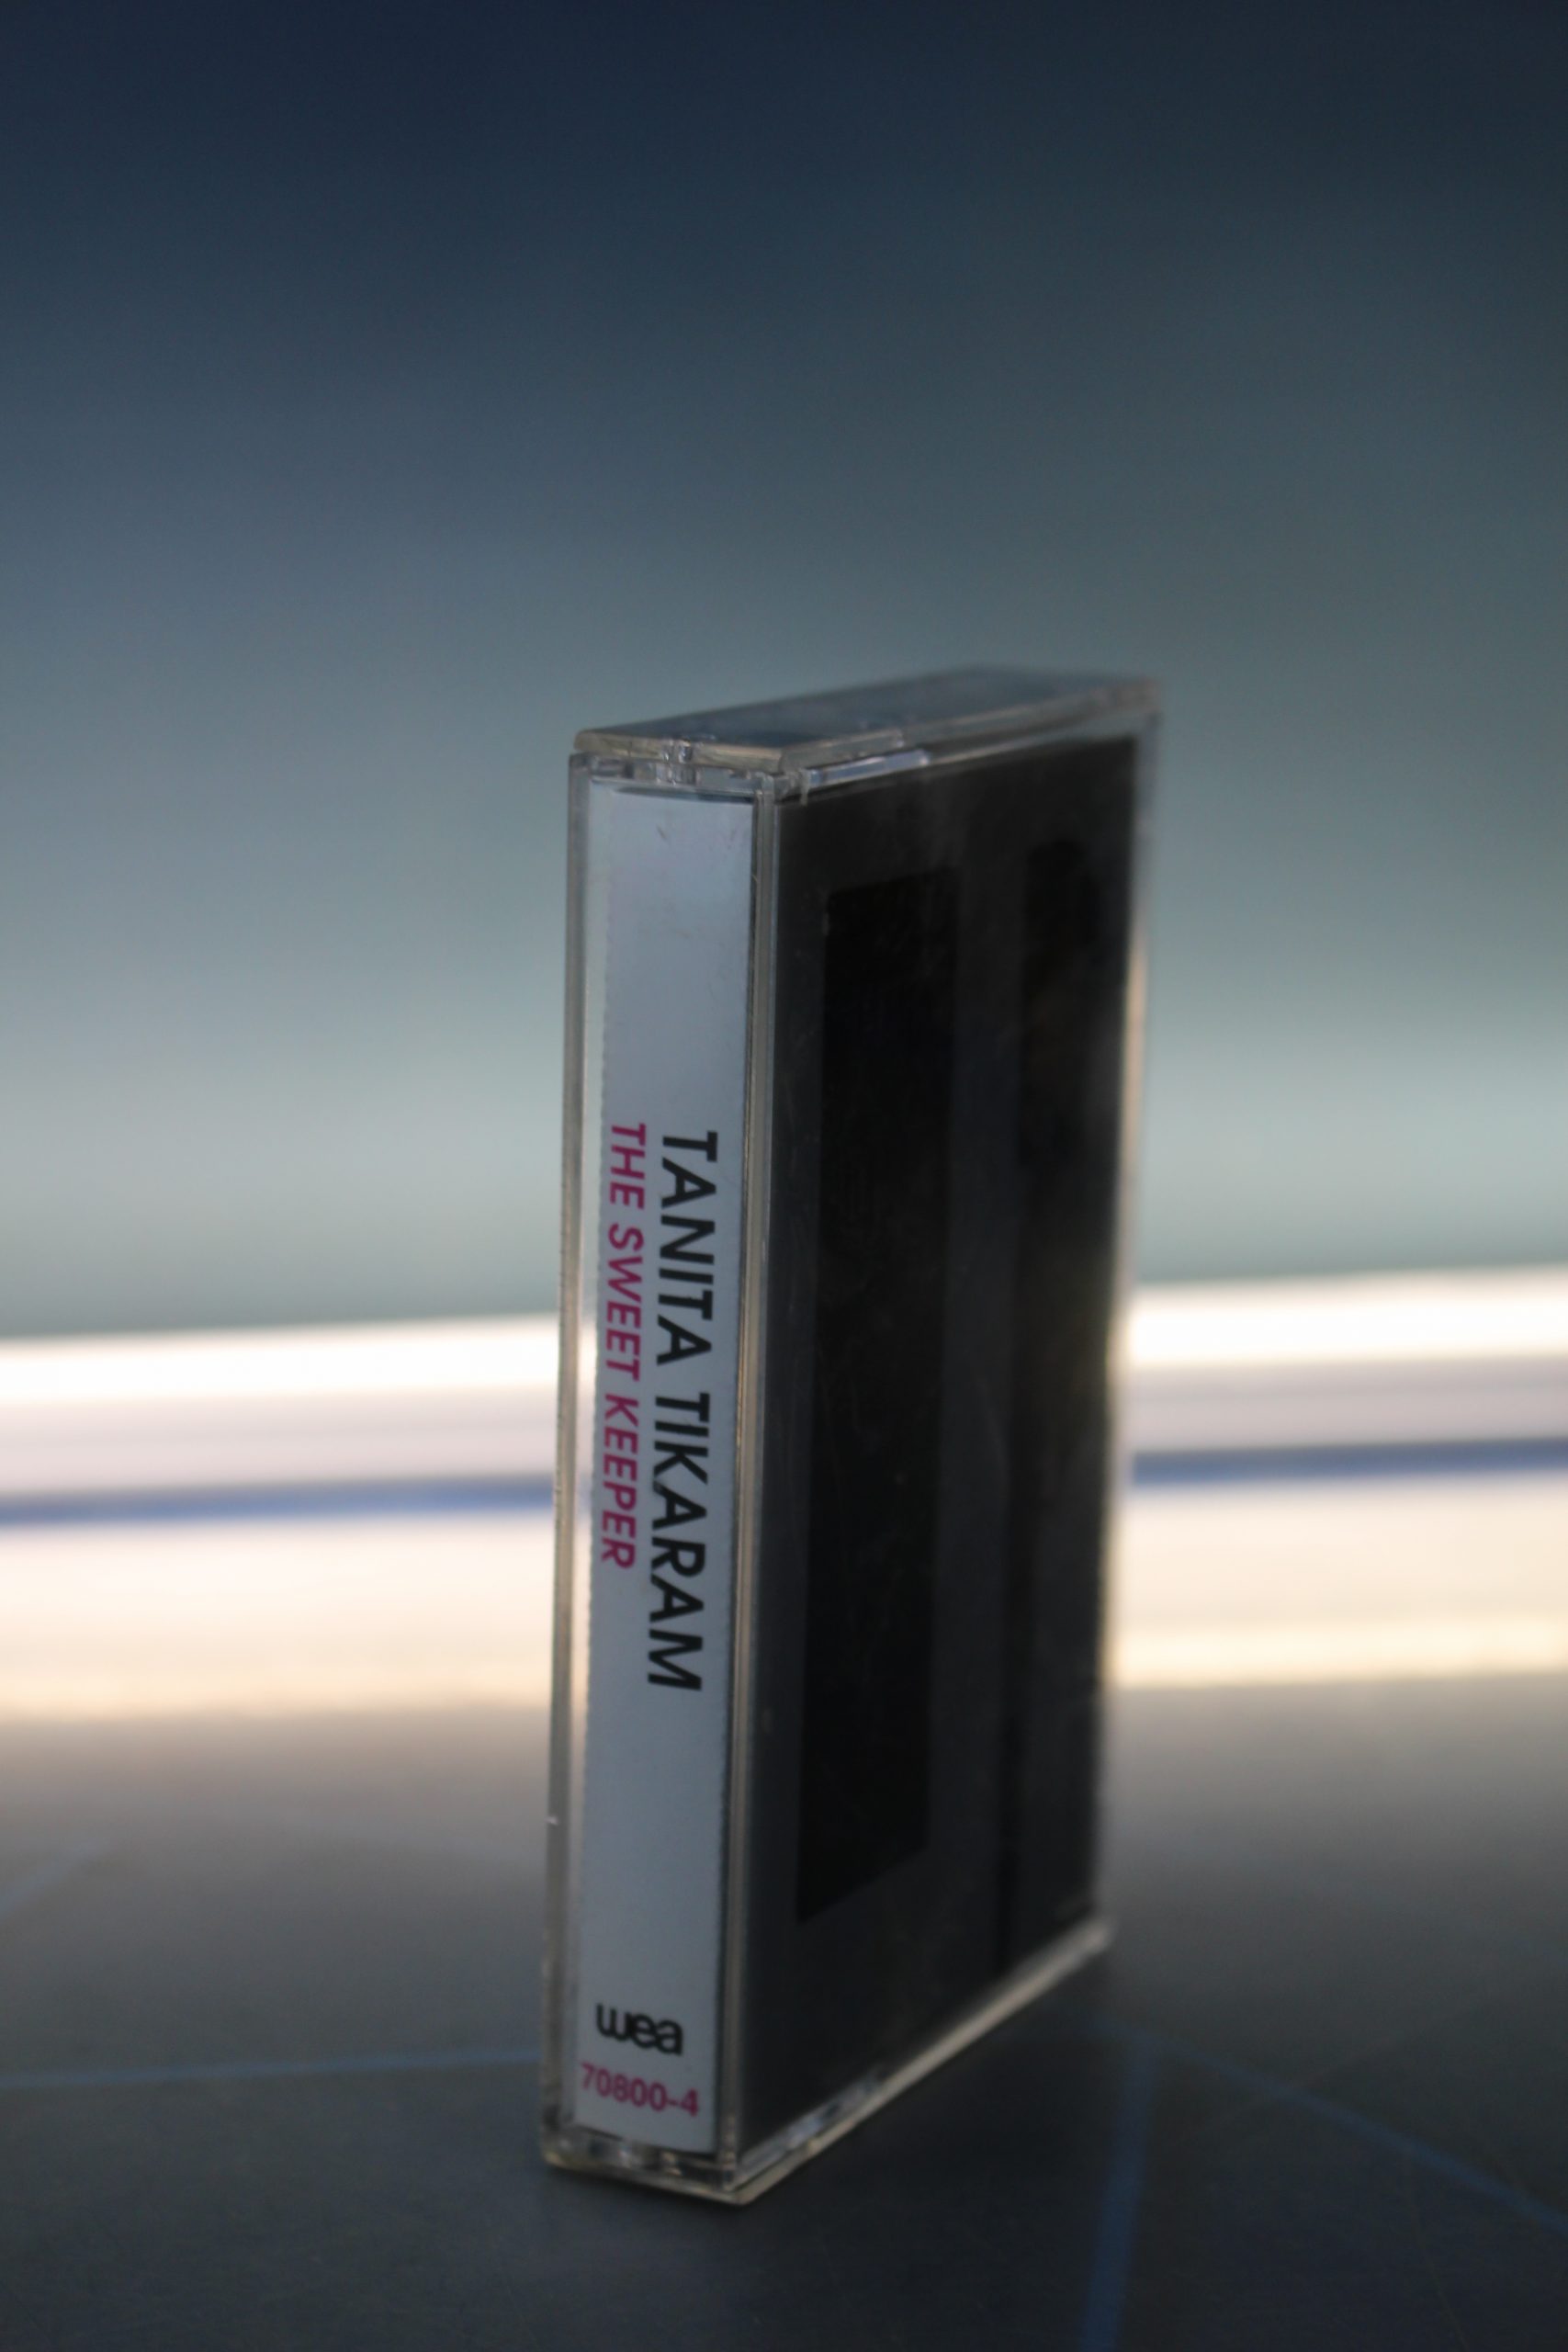 TANITA TIKARAM
THE SWEET KEEPER
wea
70800-4